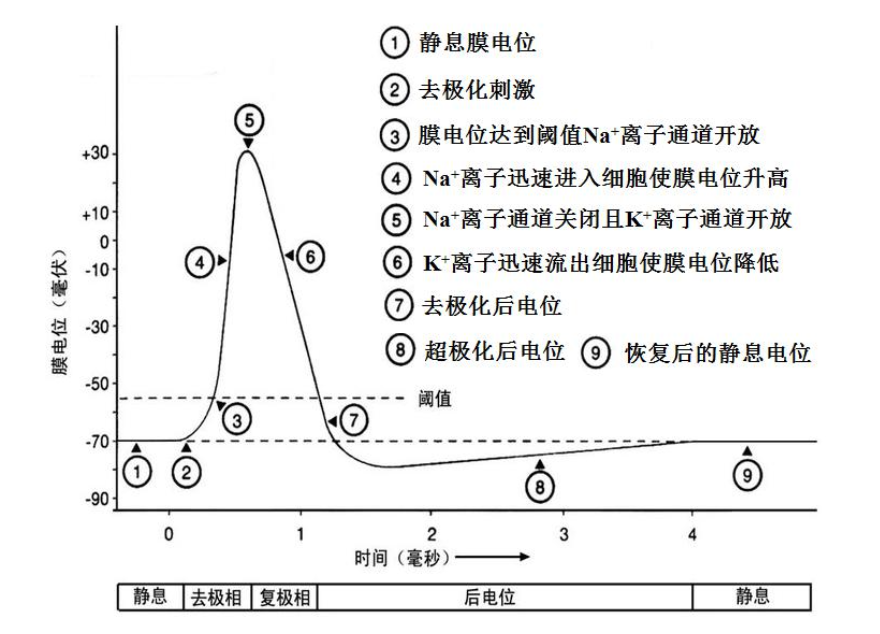 ① 静息膜电位
② 去极化刺激
③ 膜电位达到阈值Na⁺离子通道开放
④ Na⁺离子迅速进入细胞使膜电位升高
⑤ Na⁺离子通道关闭且K⁺离子通道开放
⑥ K⁺离子迅速流出细胞使膜电位降低
⑦ 去极化后电位
⑧ 超极化后电位 ⑨ 恢复后的静息电位
膜电位（毫伏）
+30
+10
0
-10
-30
-50
-70
-90
⑤
④ ⑥
阈值
③ ⑦
① ② ⑧ ⑨
0 1 2 3 4
时间（毫秒）
静息 去极相 复极相 后电位 静息